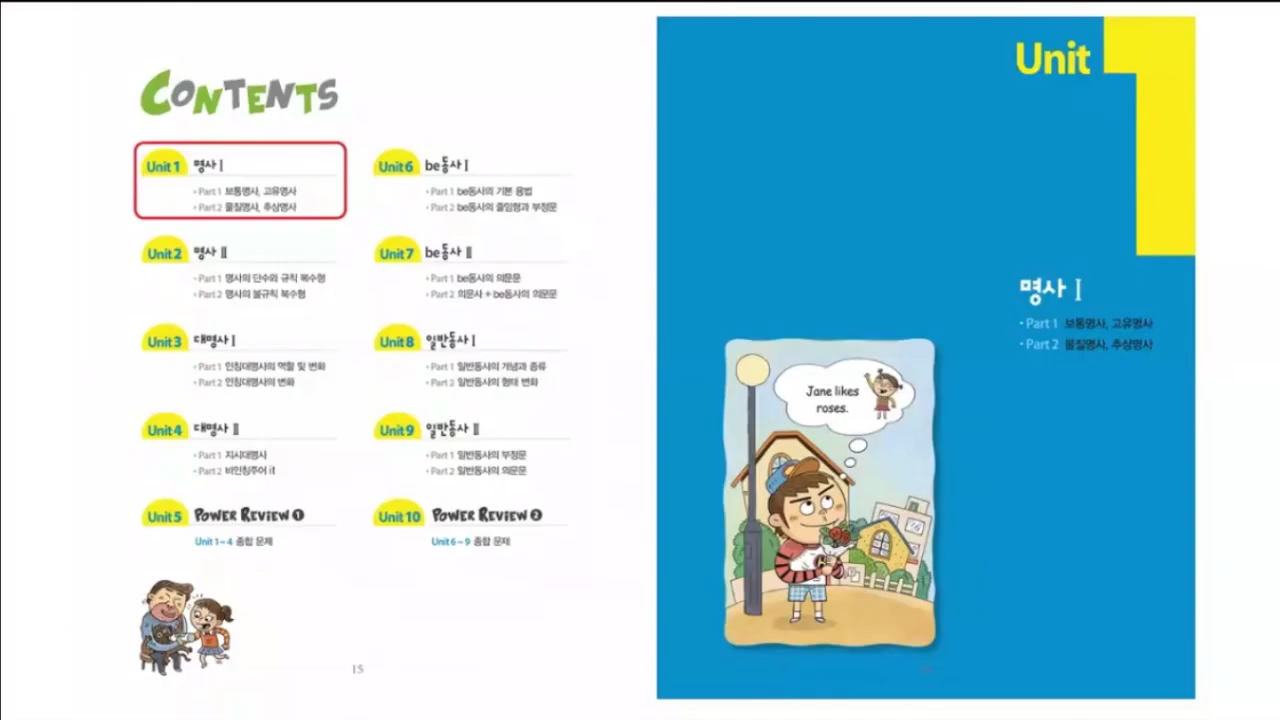 CONTENTS
Unit 1 명사 Ⅰ
• Part 1 보통명사, 고유명사
• Part 2 물질명사, 추상명사
Unit 2 명사 Ⅱ
• Part 1 명사의 단수와 규칙 복수형
• Part 2 명사의 불규칙 복수형
Unit 3 대명사 Ⅰ
• Part 1 인칭대명사의 역할 및 변화
• Part 2 인칭대명사의 변화
Unit 4 대명사 Ⅱ
• Part 1 지시대명사
• Part 2 비인칭주어 it
Unit 5 POWER REVIEW 1
Unit 1~4 종합 문제
Unit 6 be동사 Ⅰ
• Part 1 be동사의 기본 용법
• Part 2 be동사의 줄임형과 부정문
Unit 7 be동사 Ⅱ
• Part 1 be동사의 의문문
• Part 2 의문사 + be동사의 의문문
Unit 8 일반동사 Ⅰ
• Part 1 일반동사의 개념과 종류
• Part 2 일반동사의 형태 변화
Unit 9 일반동사 Ⅱ
• Part 1 일반동사의 부정문
• Part 2 일반동사의 의문문
Unit 10 POWER REVIEW 2
Unit 6~9 종합 문제
15
Unit 1
명사 Ⅰ
• Part 1 보통명사, 고유명사
• Part 2 물질명사, 추상명사
Jane likes
roses.